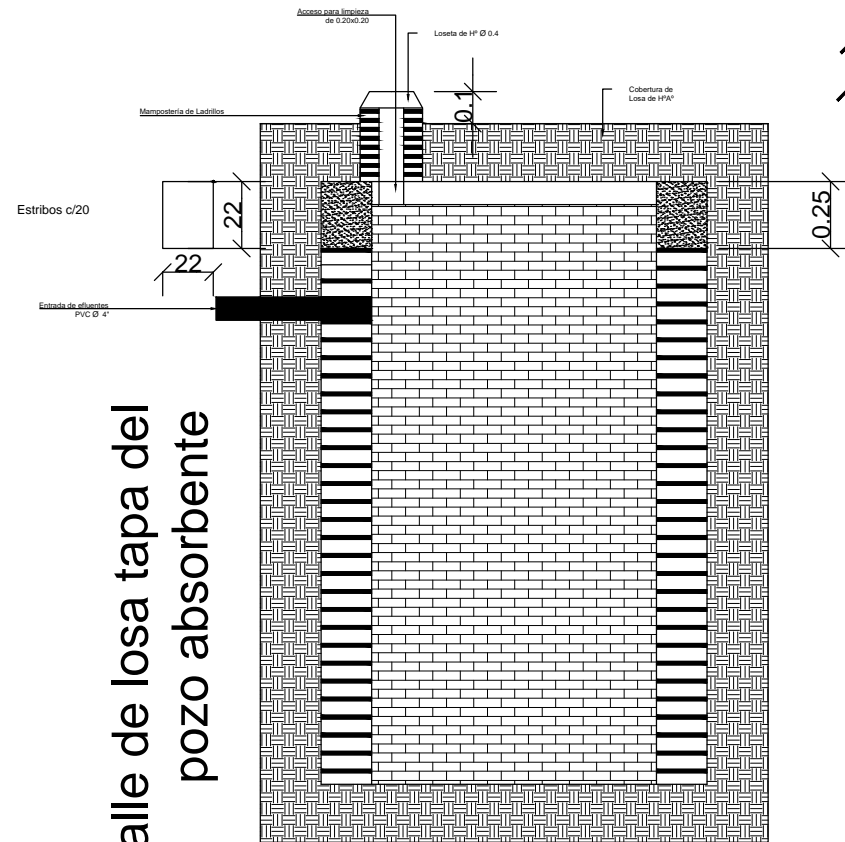 Acceso para limpieza
de 0.20x0.20
Loseta de Hº Ø 0.4
0.1
Cobertura de
Losa de HºAº
Mampostería de Ladrillos
Estribos c/20
22
22
0.25
Entrada de efluentes
PVC Ø 4"
alle de losa tapa del
pozo absorbente